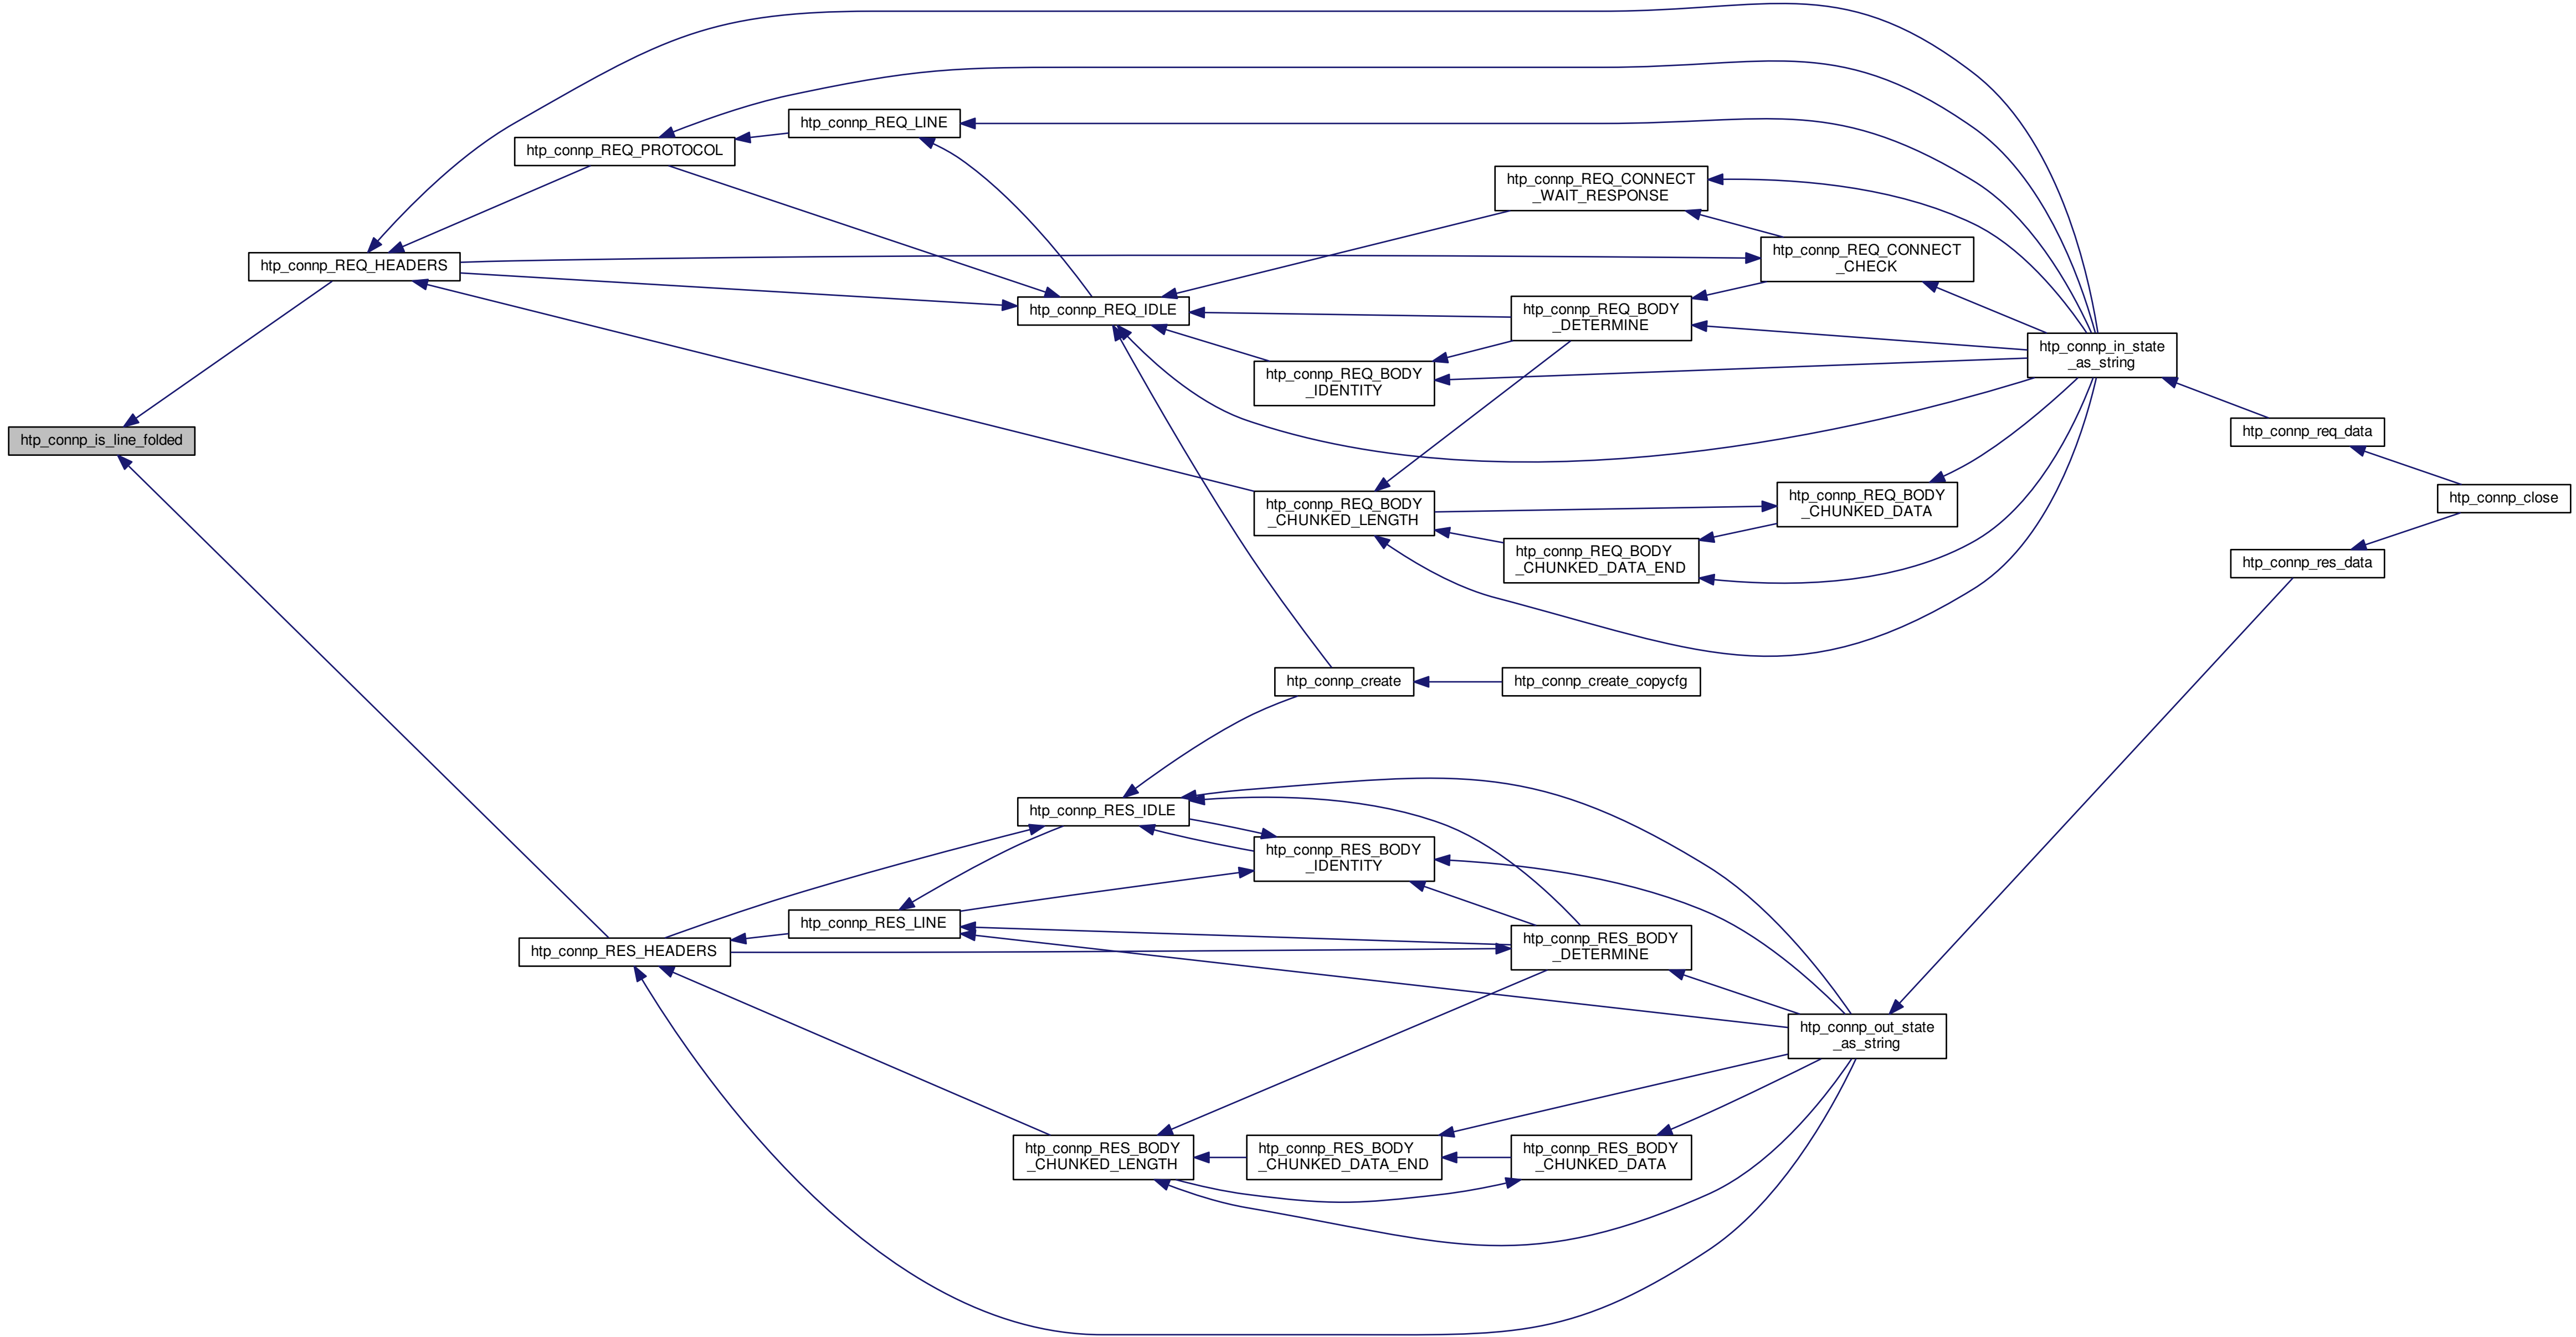 htp_connp_REQ_LINE
htp_connp_REQ_PROTOCOL
htp_connp_REQ_CONNECT
_WAIT_RESPONSE
htp_connp_REQ_CONNECT
_CHECK
htp_connp_REQ_HEADERS
htp_connp_REQ_IDLE
htp_connp_REQ_BODY
_DETERMINE
htp_connp_in_state
_as_string
htp_connp_REQ_BODY
_IDENTITY
htp_connp_req_data
htp_connp_is_line_folded
htp_connp_close
htp_connp_REQ_BODY
_CHUNKED_DATA
htp_connp_REQ_BODY
_CHUNKED_LENGTH
htp_connp_REQ_BODY
_CHUNKED_DATA_END
htp_connp_res_data
htp_connp_create
htp_connp_create_copycfg
htp_connp_RES_IDLE
htp_connp_RES_BODY
_IDENTITY
htp_connp_RES_LINE
htp_connp_RES_BODY
_DETERMINE
htp_connp_RES_HEADERS
htp_connp_out_state
_as_string
htp_connp_RES_BODY
_CHUNKED_LENGTH
htp_connp_RES_BODY
_CHUNKED_DATA_END
htp_connp_RES_BODY
_CHUNKED_DATA